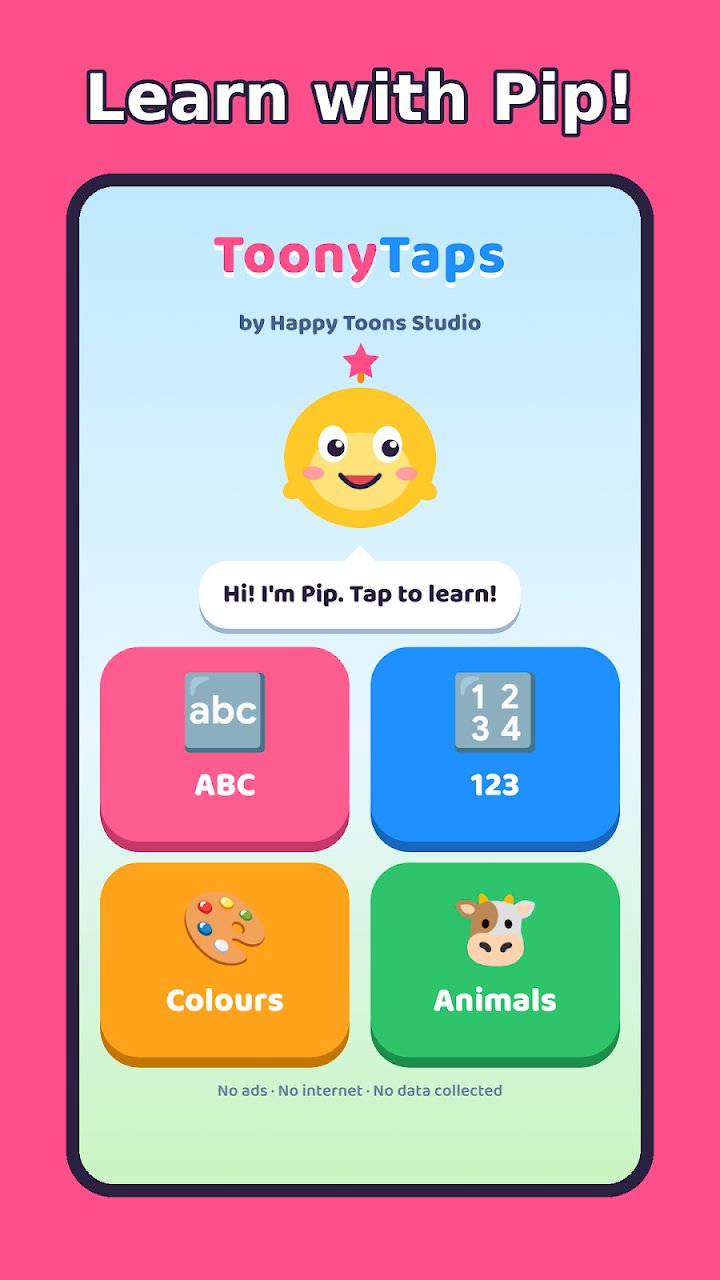 Learn with Pip!
ToonyTaps
by Happy Toons Studio
Hi! I'm Pip. Tap to learn!
abc
1 2
3 4
ABC
123
Colours
Animals
No ads · No internet · No data collected